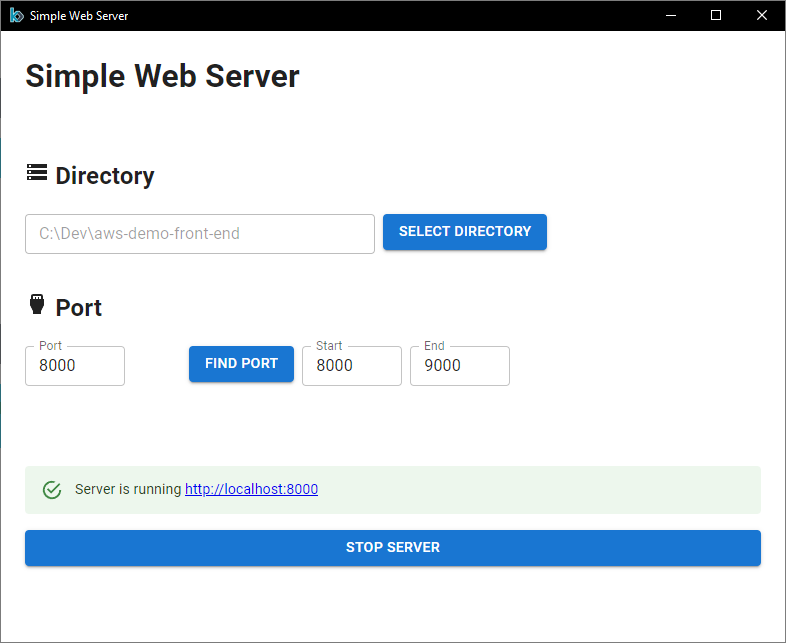 Simple Web Server
Simple Web Server
Directory
C:\Dev\aws-demo-front-end
SELECT DIRECTORY
Port
Port
8000
FIND PORT
Start
8000
End
9000
Server is running http://localhost:8000
STOP SERVER